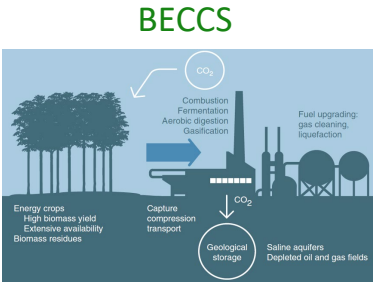 BECCS
CO2
Combustion
Fermentation
Aerobic digestion
Gasification
Fuel upgrading:
gas cleaning,
liquefaction
Energy crops
High biomass yield
Extensive availability
Biomass residues
Capture
compression
transport
CO2
Geological
storage
Saline aquifers
Depleted oil and gas fields